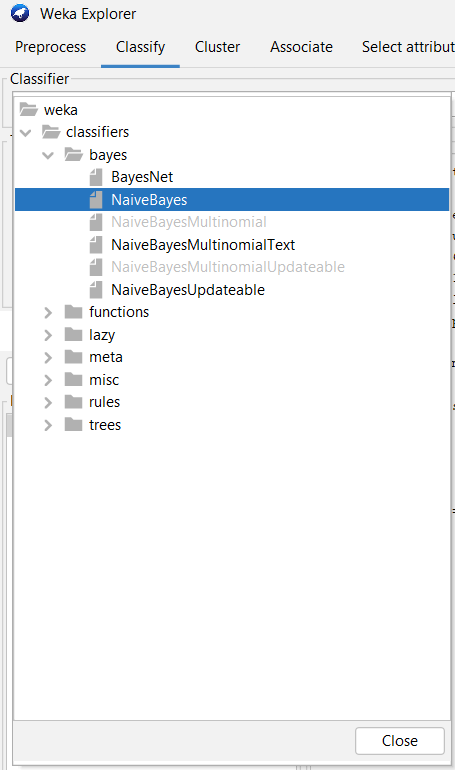 Weka Explorer
Preprocess Classify Cluster Associate Select attribut
Classifier
weka
classifiers
bayes
BayesNet
NaiveBayes
NaiveBayesMultinomial
NaiveBayesMultinomialText
NaiveBayesMultinomialUpdateable
NaiveBayesUpdateable
functions
lazy
meta
misc
rules
trees
Close